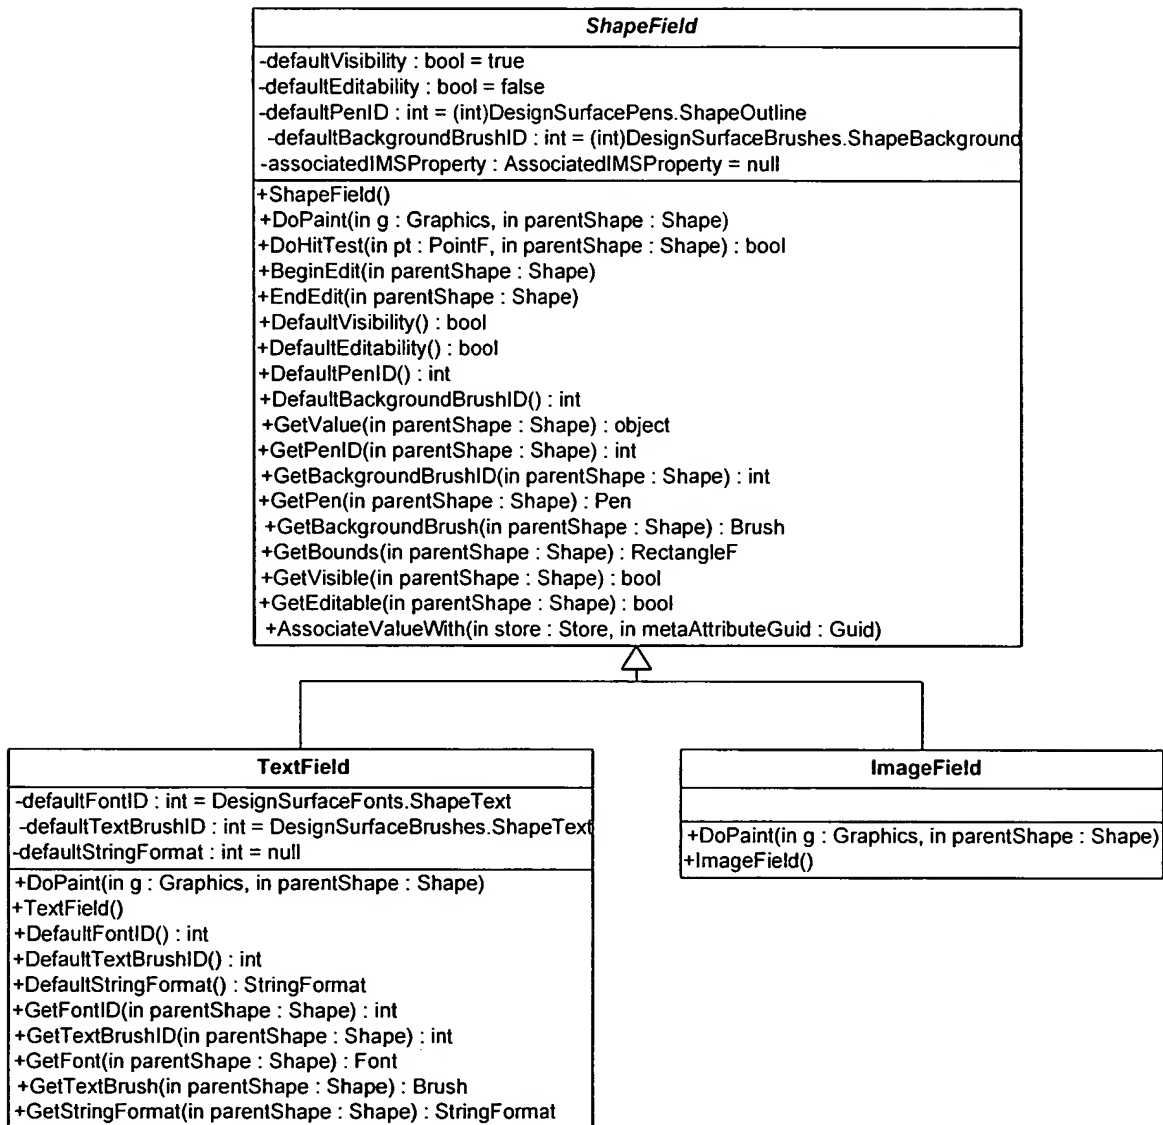 ShapeField
-defaultVisibility : bool = true
-defaultEditability : bool = false
-defaultPenID : int = (int)DesignSurfacePens.ShapeOutline
-defaultBackgroundBrushID : int = (int)DesignSurfaceBrushes.ShapeBackground
-associatedIMSProperty : AssociatedIMSProperty = null
+ShapeField()
+DoPaint(in g : Graphics, in parentShape : Shape)
+DoHitTest(in pt : PointF, in parentShape : Shape) : bool
+BeginEdit(in parentShape : Shape)
+EndEdit(in parentShape : Shape)
+DefaultVisibility() : bool
+DefaultEditability() : bool
+DefaultPenID() : int
+DefaultBackgroundBrushID() : int
+GetValue(in parentShape : Shape) : object
+GetPenID(in parentShape : Shape) : int
+GetBackgroundBrushID(in parentShape : Shape) : int
+GetPen(in parentShape : Shape) : Pen
+GetBackgroundBrush(in parentShape : Shape) : Brush
+GetBounds(in parentShape : Shape) : RectangleF
+GetVisible(in parentShape : Shape) : bool
+GetEditable(in parentShape : Shape) : bool
+AssociateValueWith(in store : Store, in metaAttributeGuid : Guid)
TextField
-defaultFontID : int = DesignSurfaceFonts.ShapeText
-defaultTextBrushID : int = DesignSurfaceBrushes.ShapeText
-defaultStringFormat : int = null
+DoPaint(in g : Graphics, in parentShape : Shape)
+TextField()
+DefaultFontID() : int
+DefaultTextBrushID() : int
+DefaultStringFormat() : StringFormat
+GetFontID(in parentShape : Shape) : int
+GetTextBrushID(in parentShape : Shape) : int
+GetFont(in parentShape : Shape) : Font
+GetTextBrush(in parentShape : Shape) : Brush
+GetStringFormat(in parentShape : Shape) : StringFormat
ImageField
+DoPaint(in g : Graphics, in parentShape : Shape)
+ImageField()